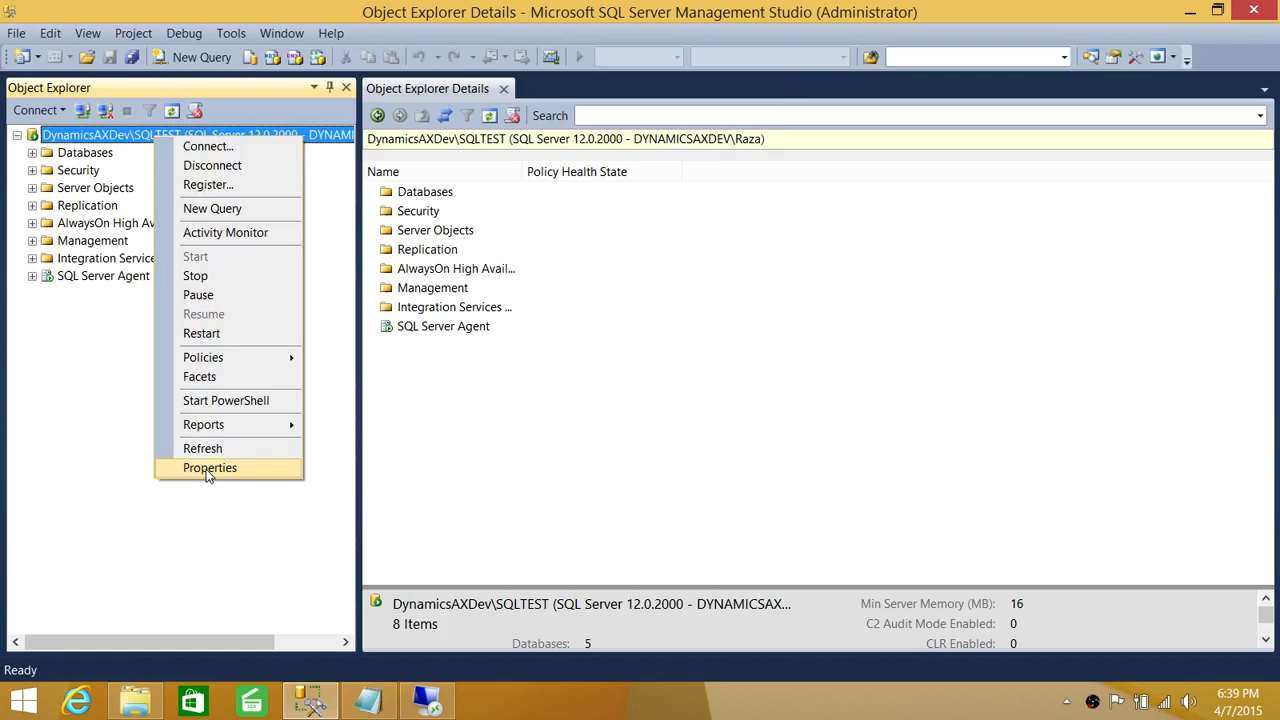 Object Explorer Details - Microsoft SQL Server Management Studio (Administrator)
File Edit View Project Debug Tools Window Help
New Query
Object Explorer
Connect
DynamicsAXDev\SQLTEST (SQL Server 12.0.2000 - DYNAMI
Databases
Security
Server Objects
Replication
AlwaysOn High Av
Management
Integration Service
SQL Server Agent
Connect...
Disconnect
Register...
New Query
Activity Monitor
Start
Stop
Pause
Resume
Restart
Policies
Facets
Start PowerShell
Reports
Refresh
Properties
Object Explorer Details
Search
DynamicsAXDev\SQLTEST (SQL Server 12.0.2000 - DYNAMICSAXDEV\Raza)
Name Policy Health State
Databases
Security
Server Objects
Replication
AlwaysOn High Avail...
Management
Integration Services ...
SQL Server Agent
DynamicsAXDev\SQLTEST (SQL Server 12.0.2000 - DYNAMICSAX... Min Server Memory (MB): 16
8 Items C2 Audit Mode Enabled: 0
Databases: 5 CLR Enabled: 0
Ready
6:39 PM
4/7/2015